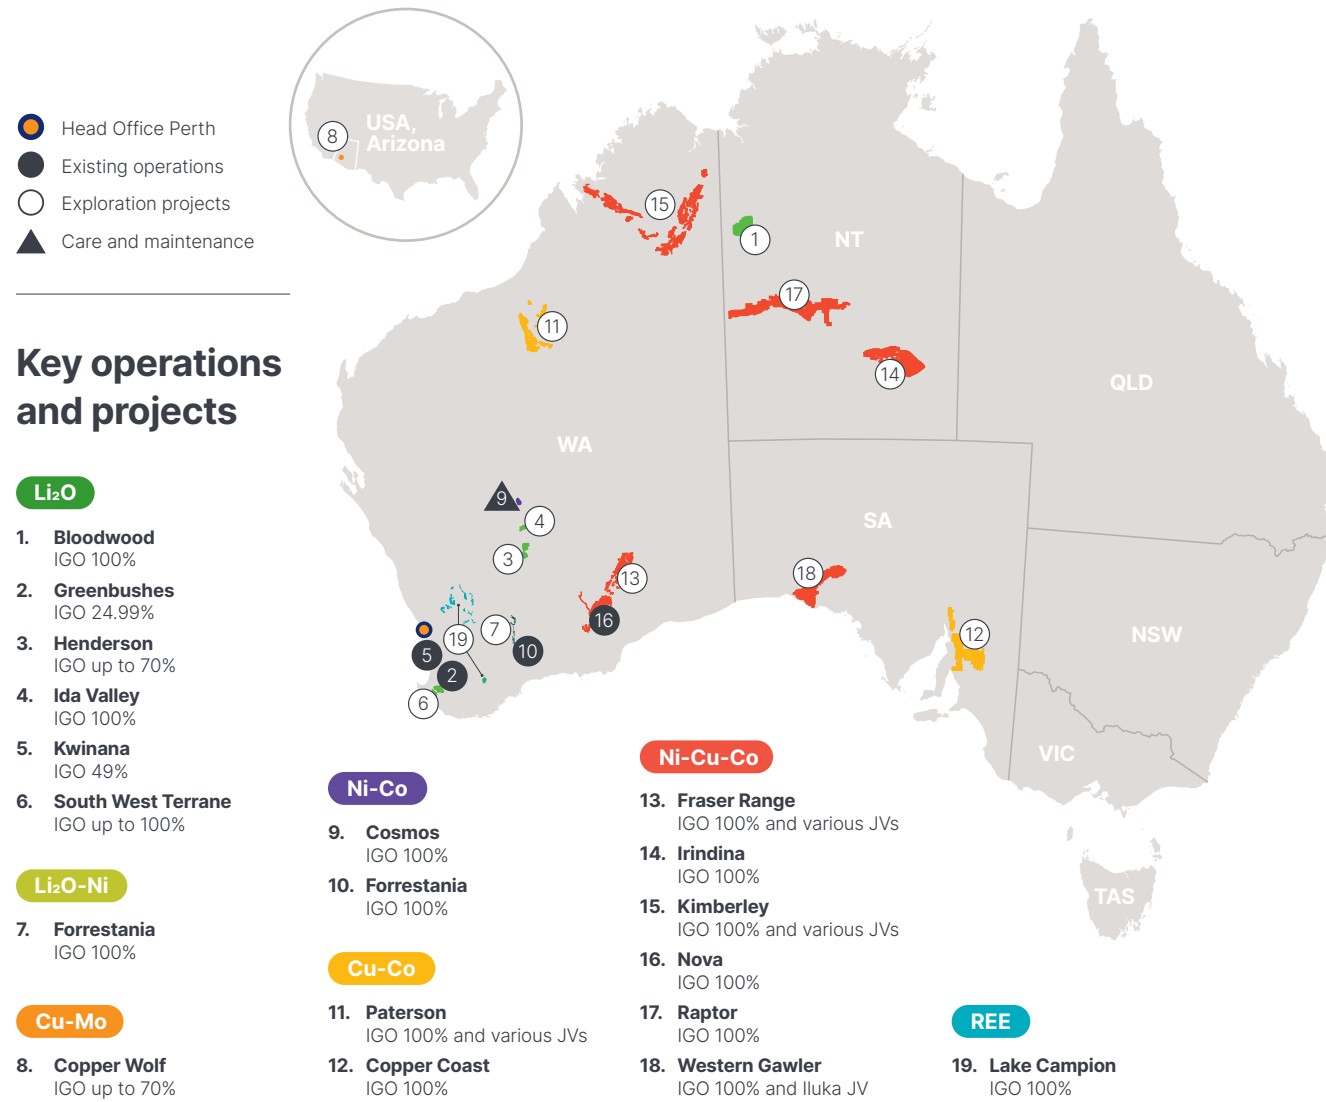 Head Office Perth
Existing operations
Exploration projects
Care and maintenance
Key operations
and projects
Li₂O
1. Bloodwood
IGO 100%
2. Greenbushes
IGO 24.99%
3. Henderson
IGO up to 70%
4. Ida Valley
IGO 100%
5. Kwinana
IGO 49%
6. South West Terrane
IGO up to 100%
Li₂O-Ni
7. Forrestania
IGO 100%
Cu-Mo
8. Copper Wolf
IGO up to 70%
Ni-Co
9. Cosmos
IGO 100%
10. Forrestania
IGO 100%
Cu-Co
11. Paterson
IGO 100% and various JVs
12. Copper Coast
IGO 100%
Ni-Cu-Co
13. Fraser Range
IGO 100% and various JVs
14. Irindina
IGO 100%
15. Kimberley
IGO 100% and various JVs
16. Nova
IGO 100%
17. Raptor
IGO 100%
18. Western Gawler
IGO 100% and Iluka JV
REE
19. Lake Campion
IGO 100%
8
USA,
Arizona
15
1
NT
17
11
14
QLD
WA
9
4
SA
3
13
18
16
7
19
10
12
NSW
5
2
6
VIC
TAS